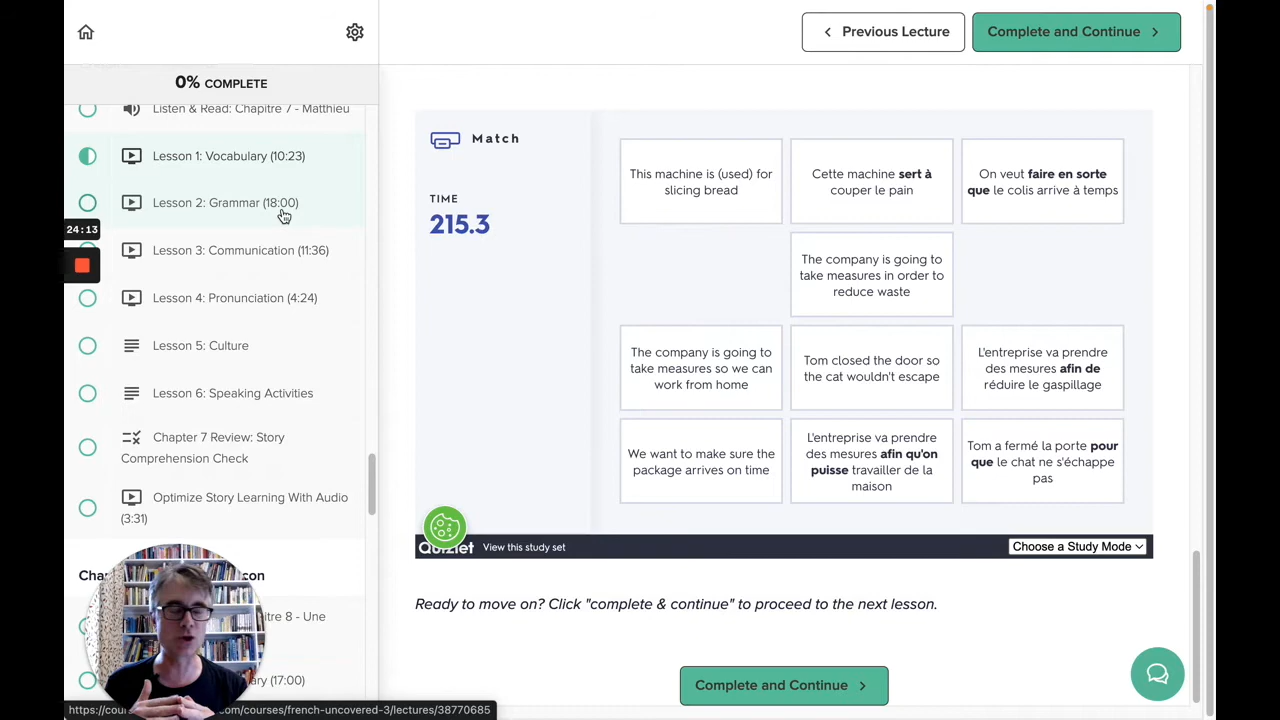 Previous Lecture
Complete and Continue
0% COMPLETE
Listen & Read: Chapitre 7 - Matthieu
Lesson 1: Vocabulary (10:23)
Lesson 2: Grammar (18:00)
24:13
Lesson 3: Communication (11:36)
Lesson 4: Pronunciation (4:24)
Lesson 5: Culture
Lesson 6: Speaking Activities
Chapter 7 Review: Story
Comprehension Check
Optimize Story Learning With Audio
(3:31)
Match
TIME
215.3
This machine is (used) for
slicing bread
Cette machine sert à
couper le pain
On veut faire en sorte
que le colis arrive à temps
The company is going to
take measures in order to
reduce waste
The company is going to
take measures so we can
work from home
Tom closed the door so
the cat wouldn't escape
L'entreprise va prendre
des mesures afin de
réduire le gaspillage
We want to make sure the
package arrives on time
L'entreprise va prendre
des mesures afin qu'on
puisse travailler de la
maison
Tom a fermé la porte pour
que le chat ne s'échappe
pas
Quizlet
View this study set
Choose a Study Mode
Ready to move on? Click "complete & continue" to proceed to the next lesson.
Complete and Continue
8 - Une
(17:00)
/courses/french-uncovered-3/lectures/38770685